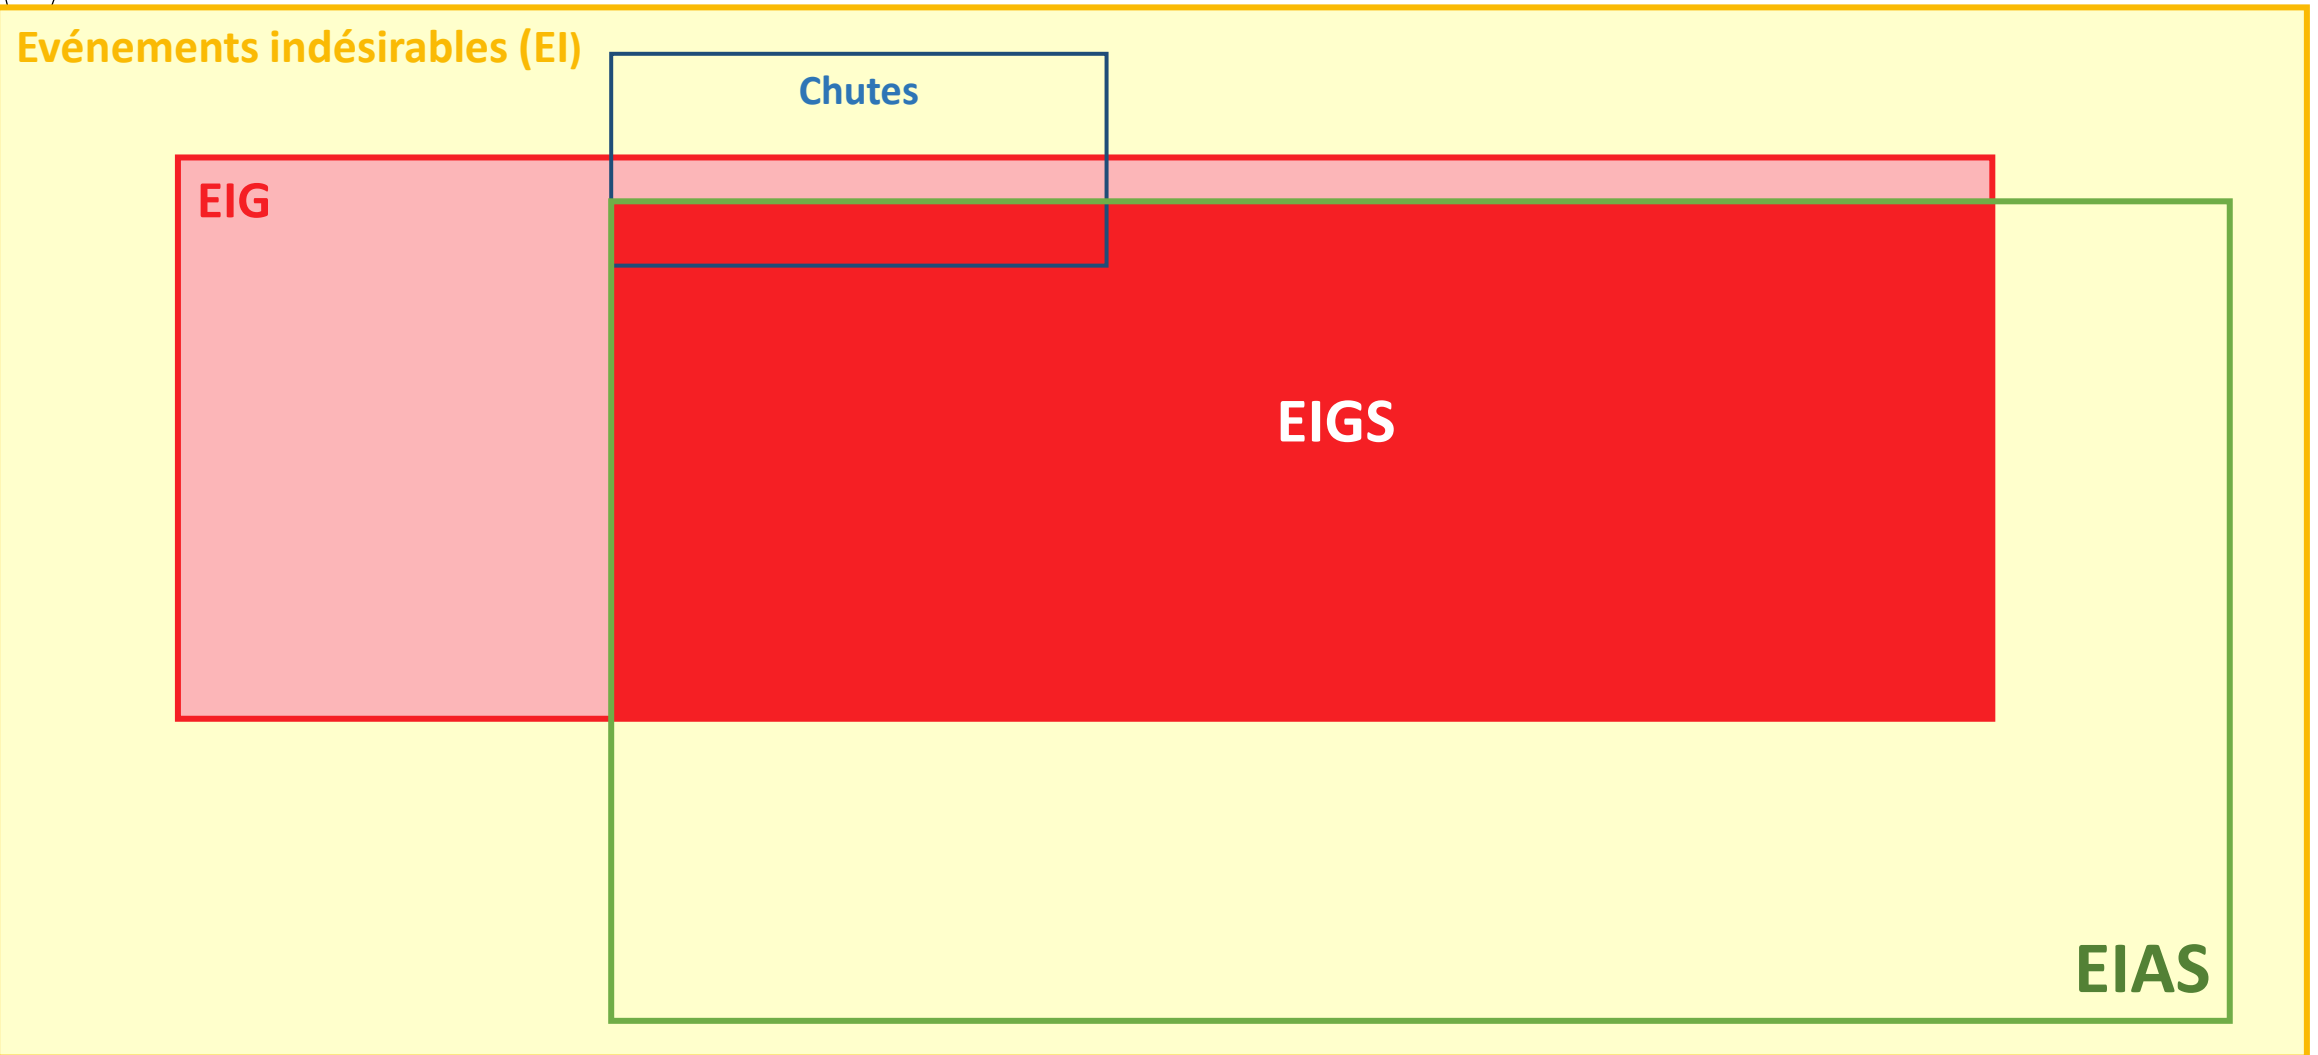 Evénements indésirables (EI)
Chutes
EIG
EIGS
EIAS